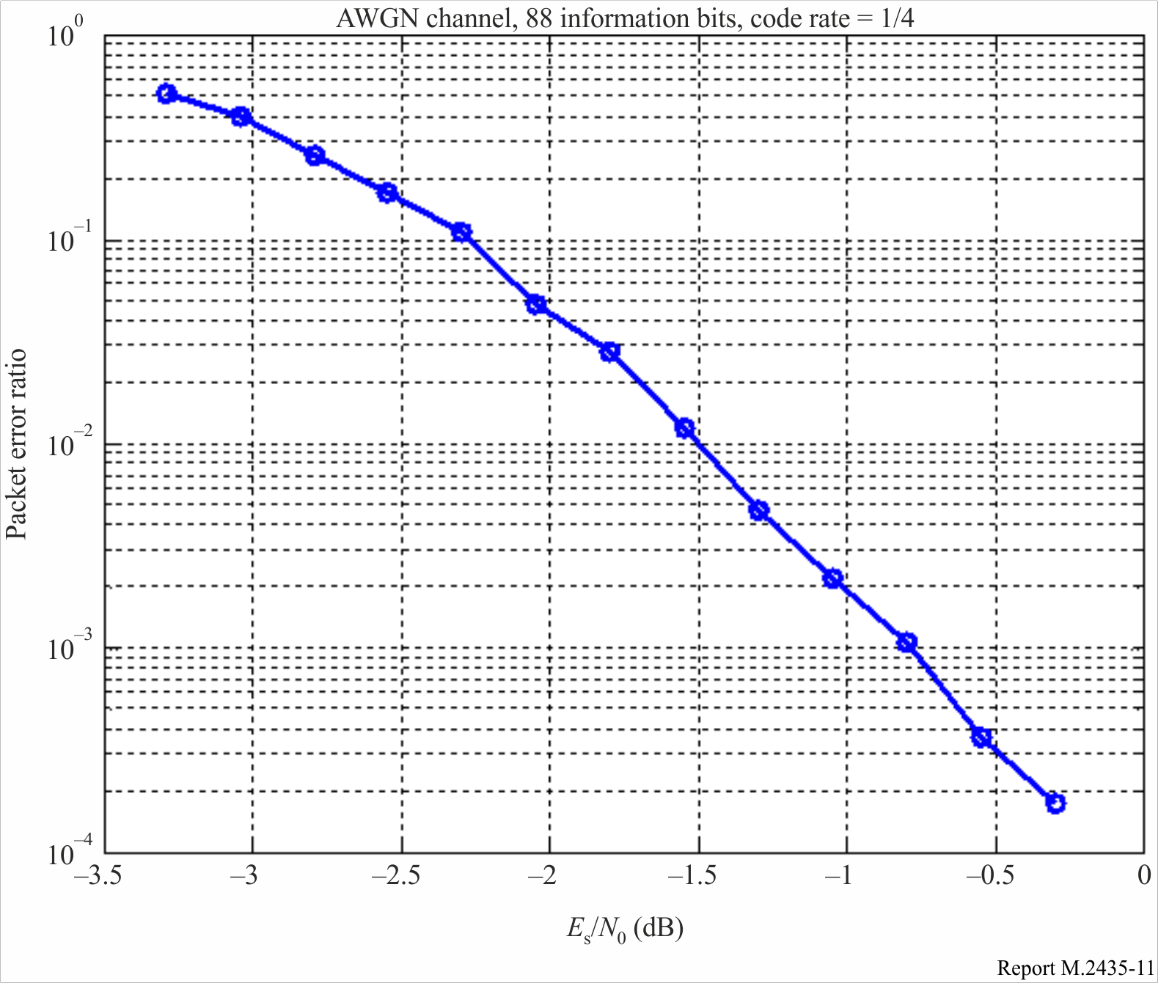 AWGN channel, 88 information bits, code rate = 1/4
10^0
10^–1
10^–2
10^–3
10^–4
Packet error ratio
–3.5 –3 –2.5 –2 –1.5 –1 –0.5 0
E_s/N_0 (dB)
Report M.2435-11